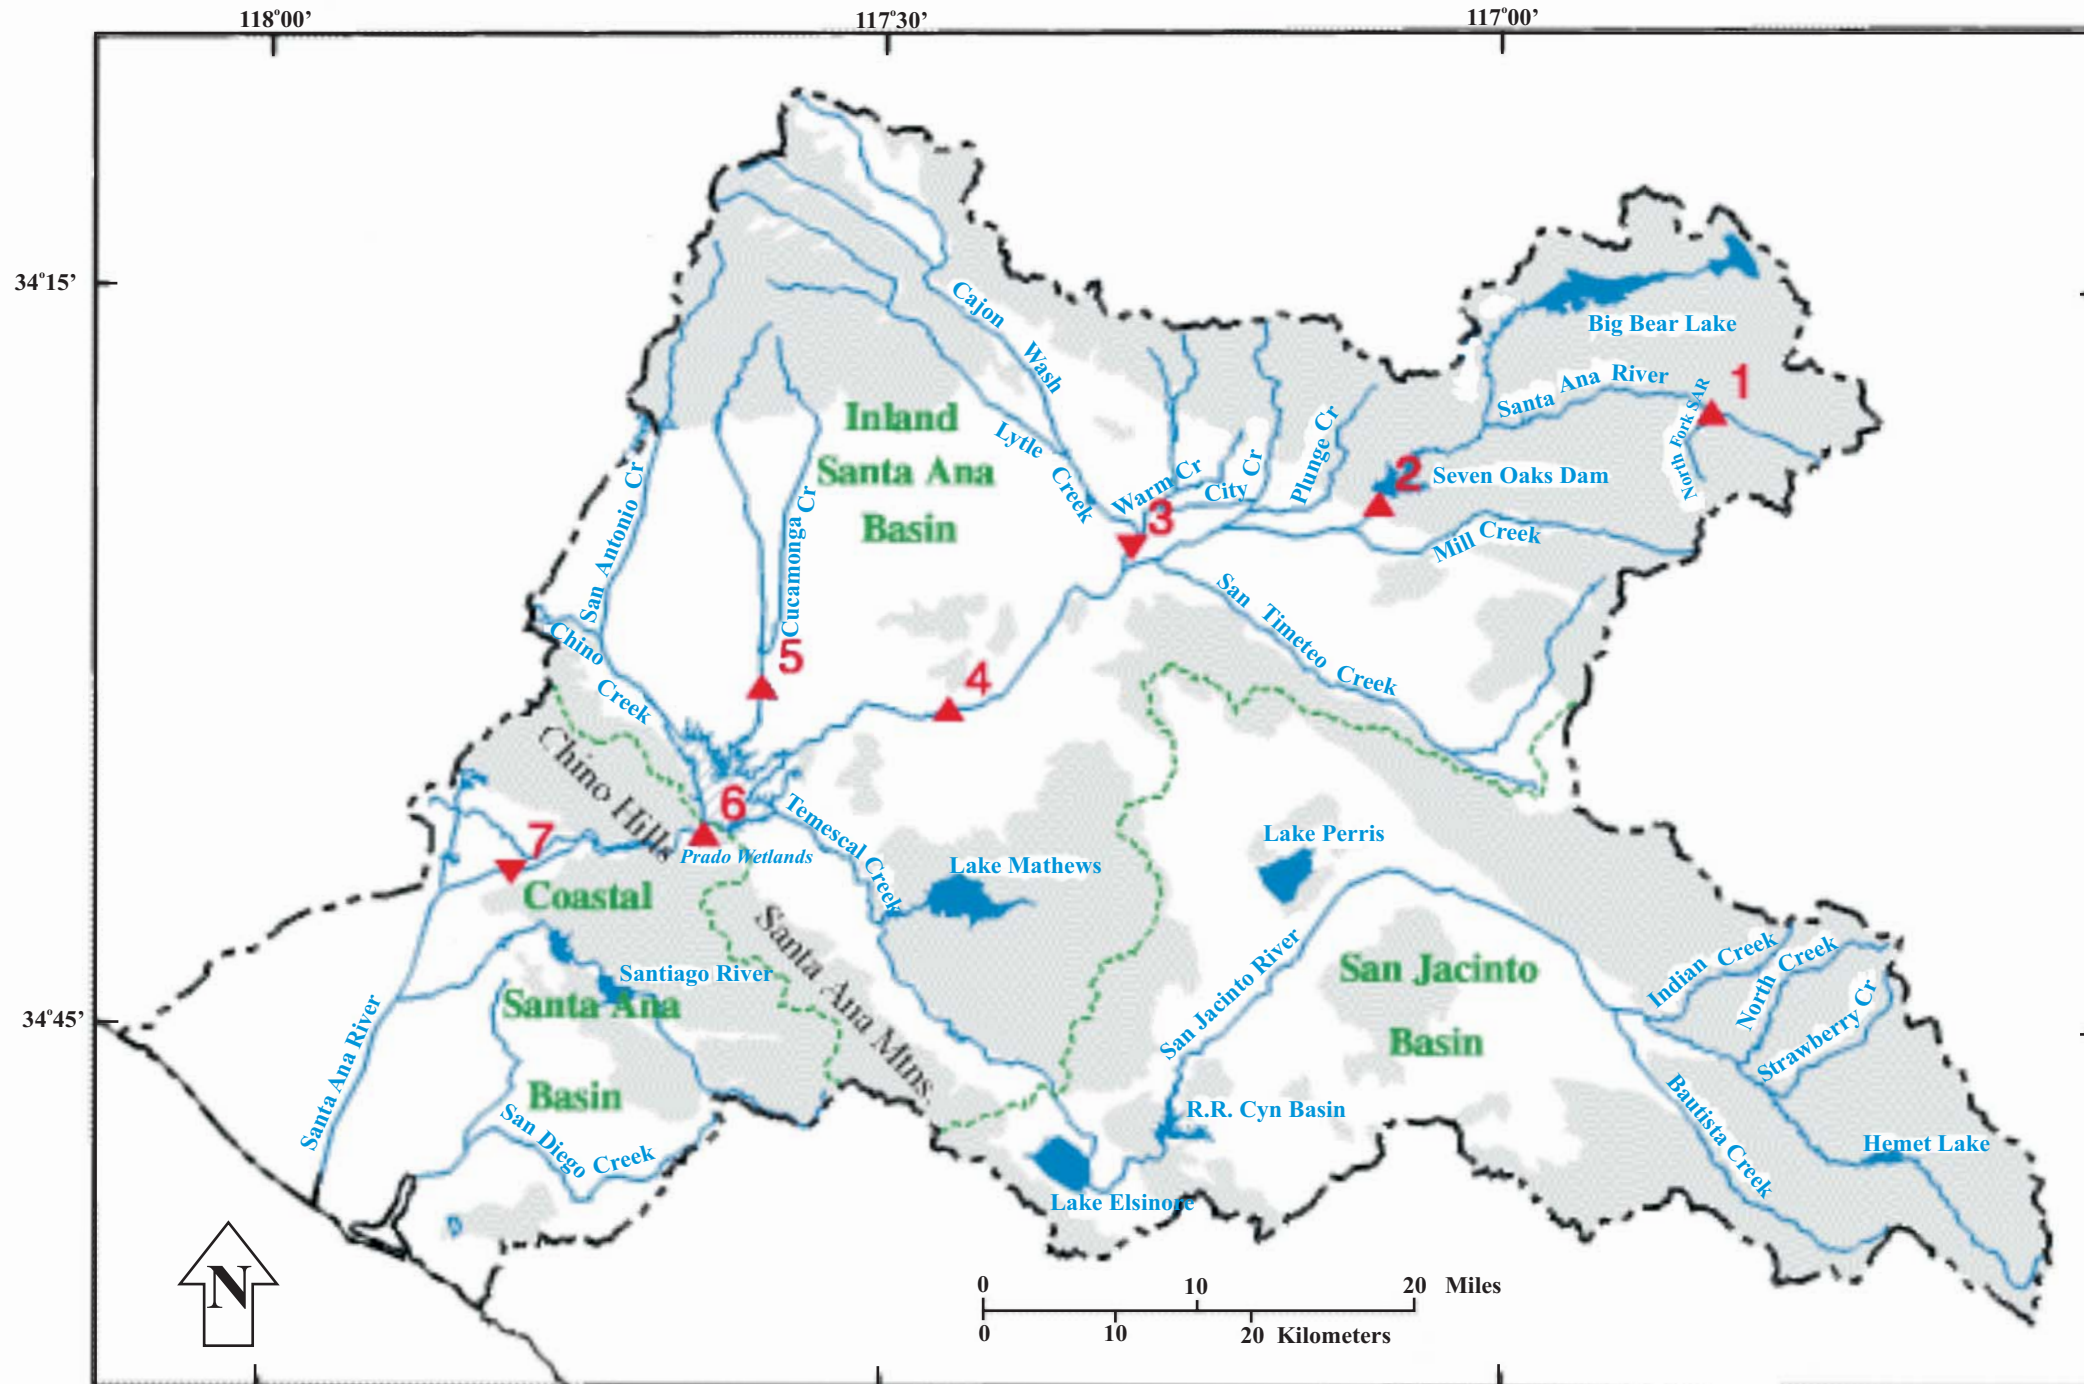 118°00’
117°30’
117°00’
34°15’
34°45’
Cajon
Wash
Big Bear Lake
1
Santa Ana River
North Fork SAR
Inland
Santa Ana
Basin
Lytle Creek
Warm Cr
City Cr
Plunge Cr
2
Seven Oaks Dam
3
Mill Creek
San Antonio Cr
Cucamonga Cr
San Timeteo Creek
Chino
Creek
5
4
Chino Hills
6
Temescal Creek
Prado Wetlands
7
Coastal
Lake Mathews
Lake Perris
Santa Ana Mtns.
Santiago River
Santa Ana
Basin
San Jacinto River
San Jacinto
Basin
Indian Creek
North Creek
Strawberry Cr
Santa Ana River
San Diego Creek
R.R. Cyn Basin
Bautista Creek
Hemet Lake
Lake Elsinore
N
0 10 20 Miles
0 10 20 Kilometers